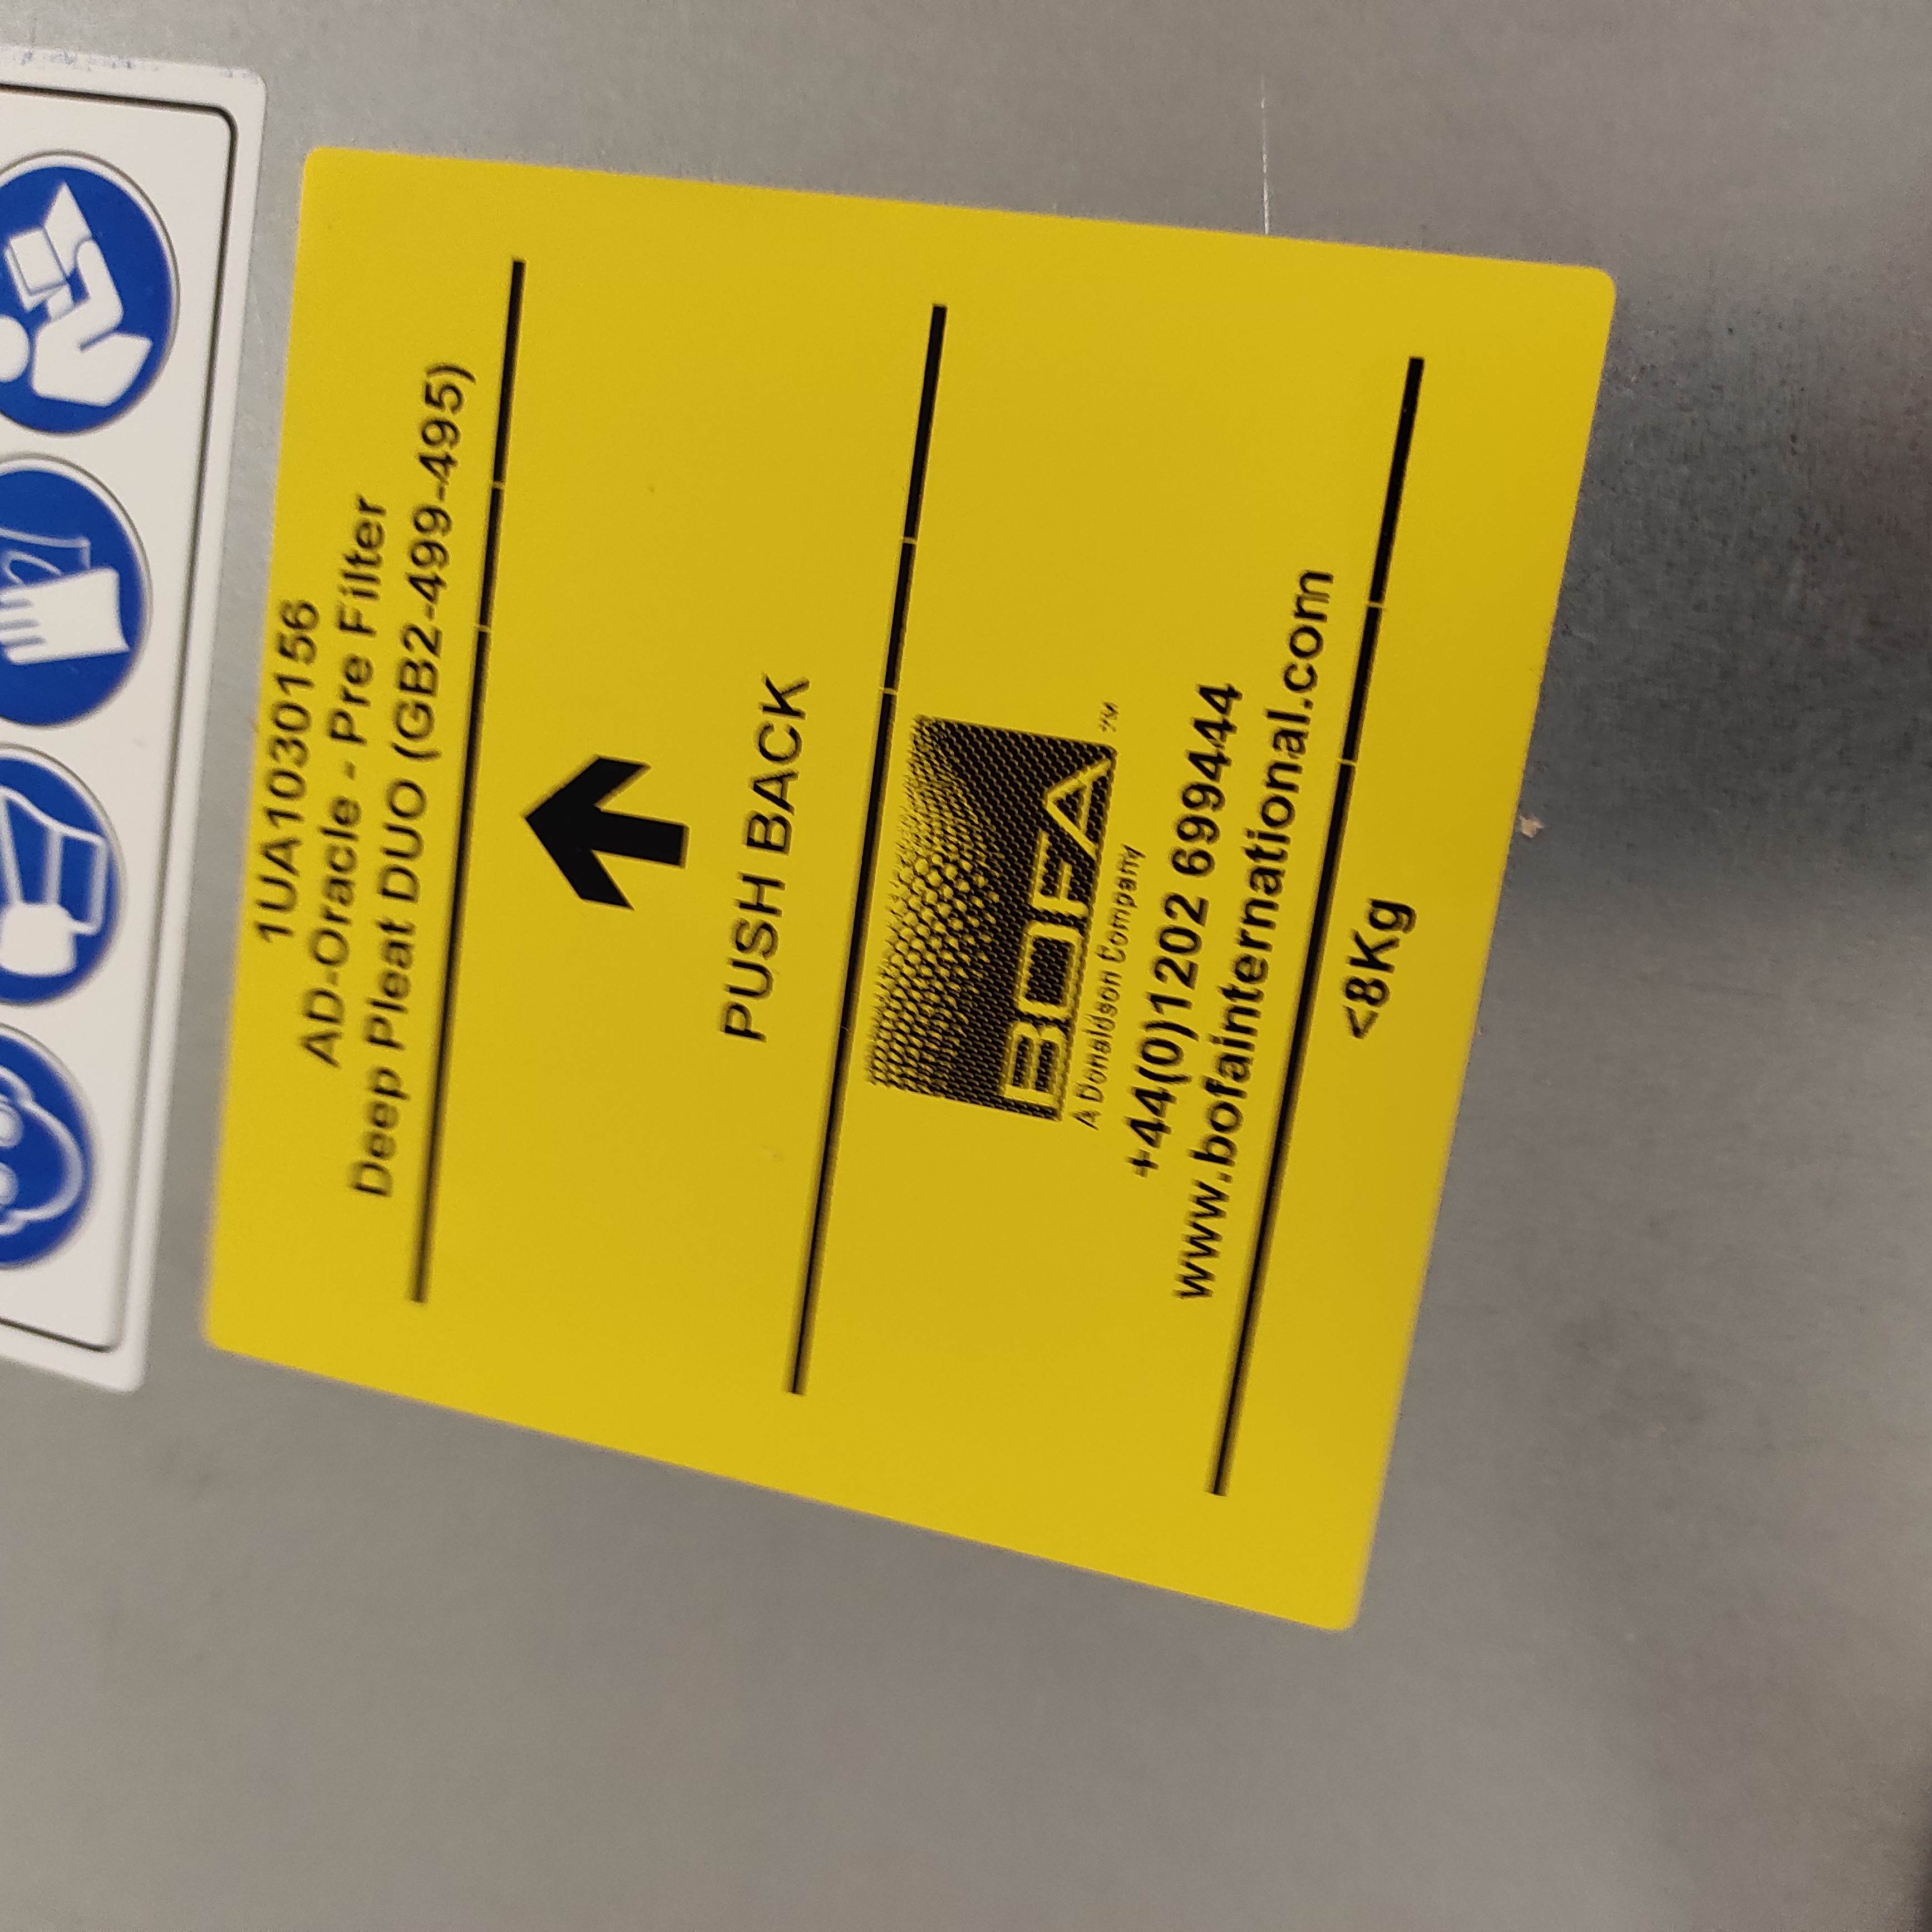 1UA1030156
AD-Oracle - Pre Filter
Deep Pleat DUO (GB2-499-495)
PUSH BACK
BOFA
TM
A Donaldson Company
+44(0)1202 699444
www.bofainternational.com
<8Kg